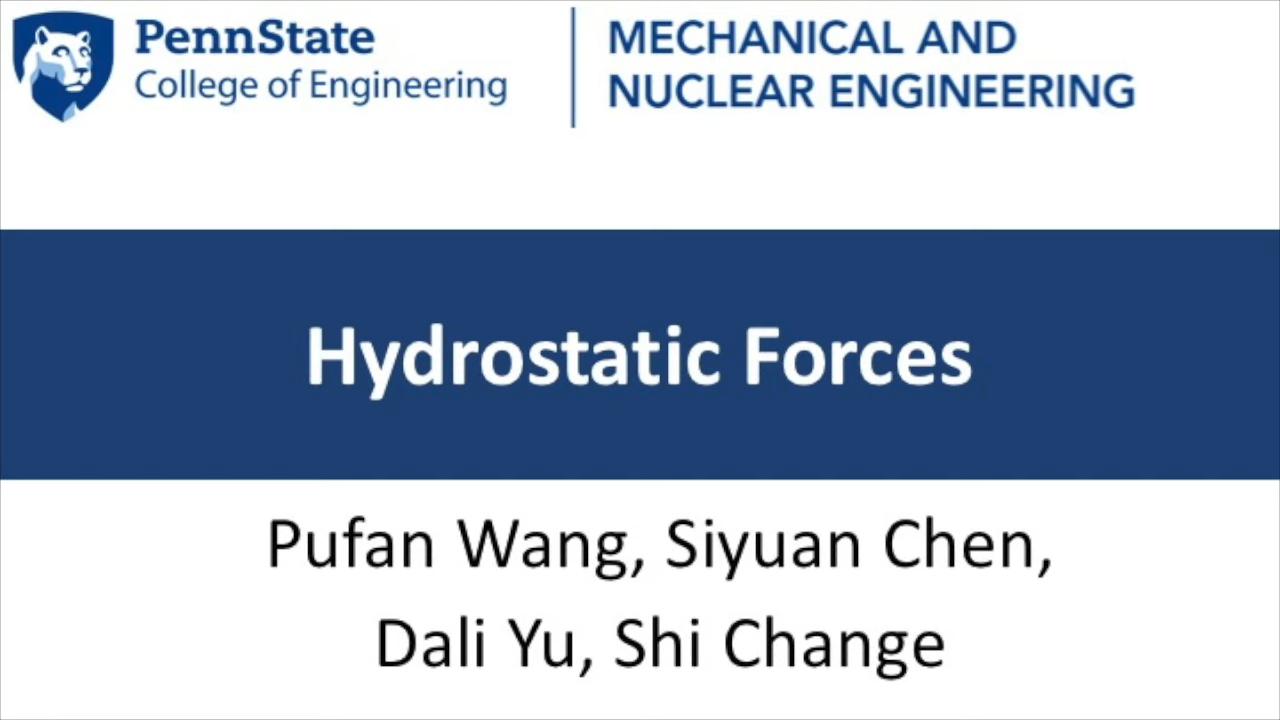 PennState
College of Engineering
MECHANICAL AND
NUCLEAR ENGINEERING
Hydrostatic Forces
Pufan Wang, Siyuan Chen,
Dali Yu, Shi Change